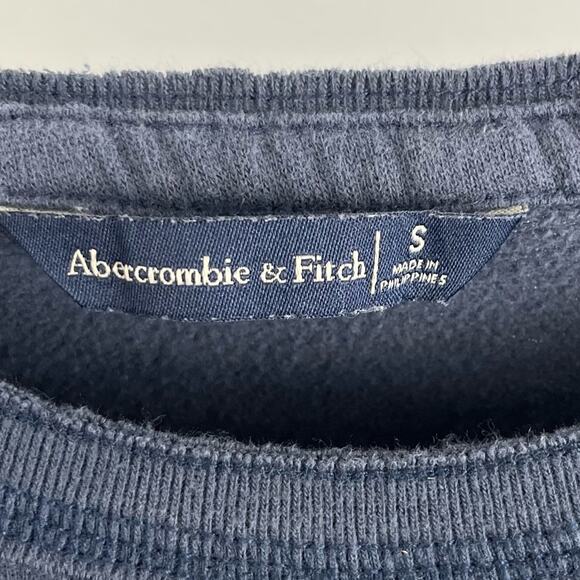 Abercrombie & Fitch
S
MADE IN
PHILIPPINES